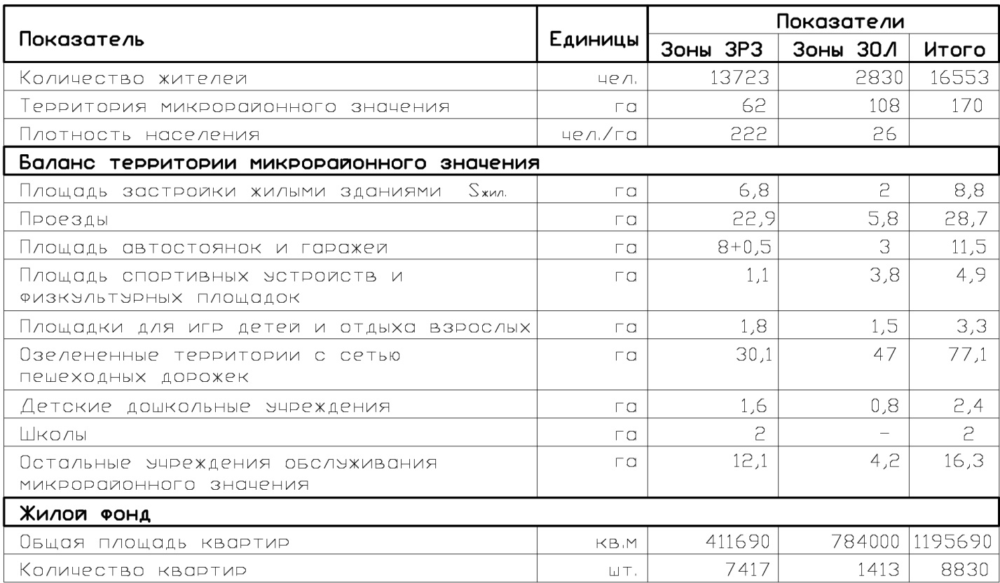 Показатель Единицы Показатели
Зоны ЗРЗ Зоны ЗОЛ Итого
Количество жителей чел. 13723 2830 16553
Территория микрорайонного значения га 62 108 170
Плотность населения чел./га 222 26
Баланс территории микрорайонного значения
Площадь застройки жилыми зданиями Sжил. га 6,8 2 8,8
Проезды га 22,9 5,8 28,7
Площадь автостоянок и гаражей га 8+0,5 3 11,5
Площадь спортивных устройств и га 1,1 3,8 4,9
физкультурных площадок
Площадки для игр детей и отдыха взрослых га 1,8 1,5 3,3
Озелененные территории с сетью га 30,1 47 77,1
пешеходных дорожек
Детские дошкольные учреждения га 1,6 0,8 2,4
Школы га 2 – 2
Остальные учреждения обслуживания га 12,1 4,2 16,3
микрорайонного значения
Жилой фонд
Общая площадь квартир кв.м 411690 784000 1195690
Количество квартир шт. 7417 1413 8830